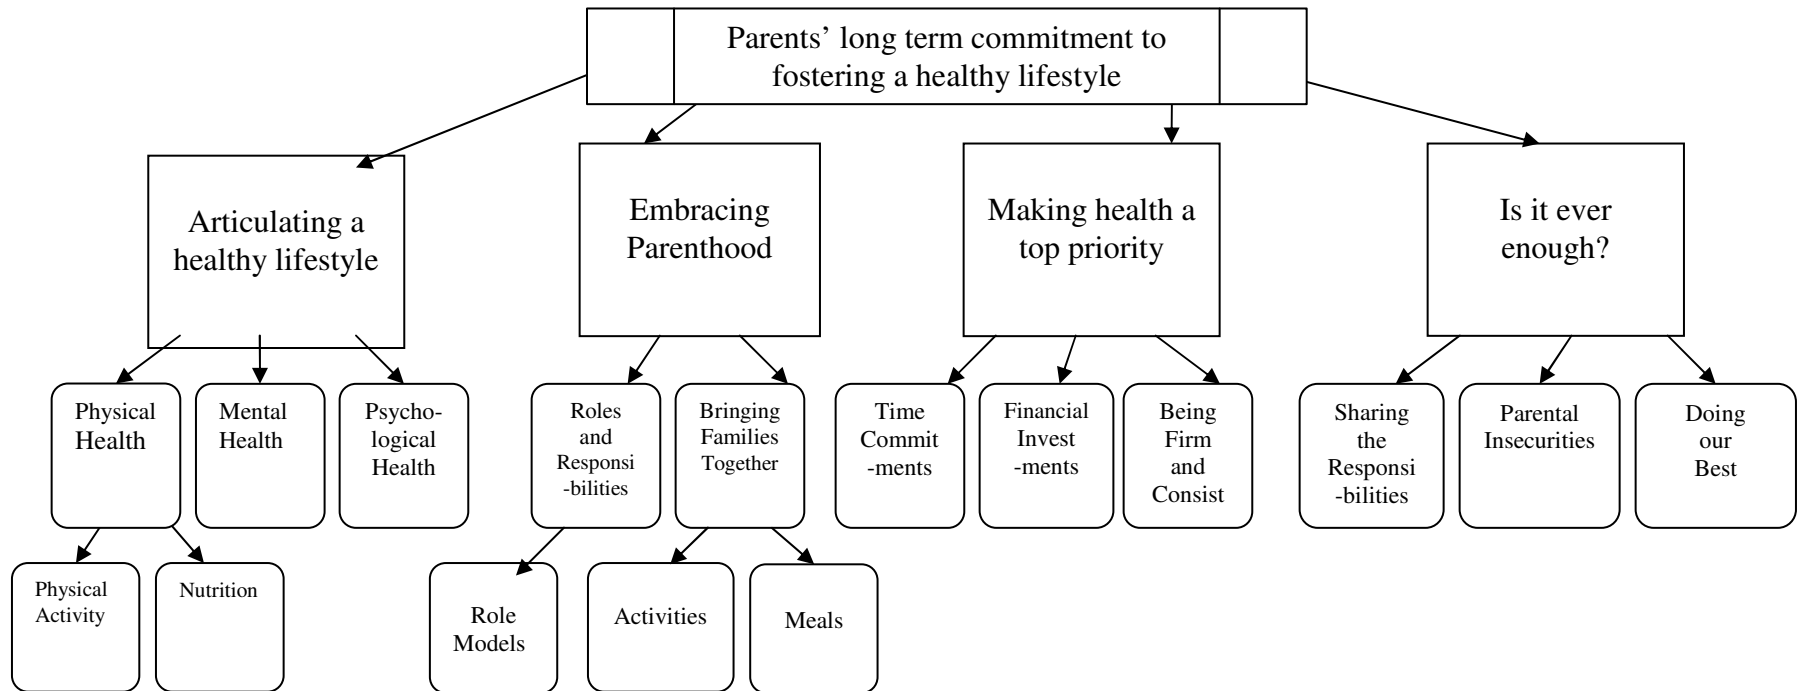 Parents’ long term commitment to
fostering a healthy lifestyle
Articulating a
healthy lifestyle
Embracing
Parenthood
Making health a
top priority
Is it ever
enough?
Physical
Health
Mental
Health
Psycho-
logical
Health
Roles
and
Responsi
-bilities
Bringing
Families
Together
Time
Commit
-ments
Financial
Invest
-ments
Being
Firm
and
Consist
Sharing
the
Responsi
-bilities
Parental
Insecurities
Doing
our
Best
Physical
Activity
Nutrition
Role
Models
Activities
Meals